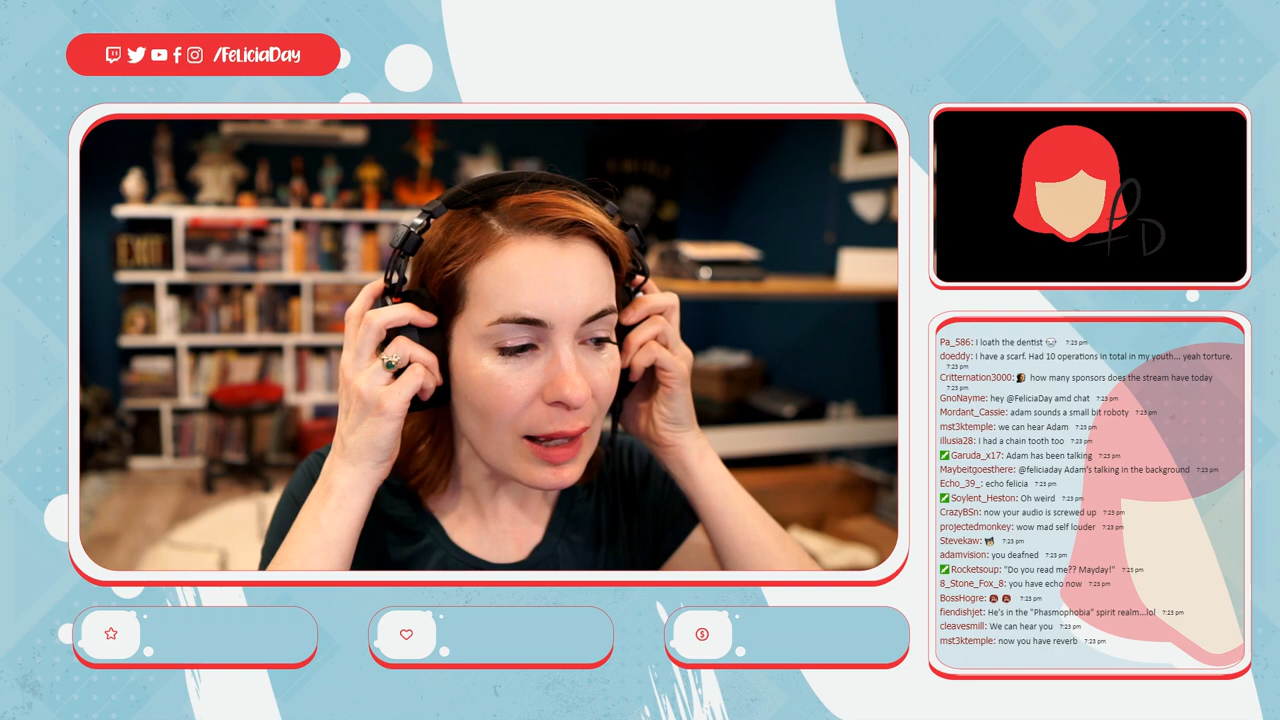 /FeliciaDay
EXIT
FD
Pa_586: I loath the dentist 7:23 pm
doeddy: I have a scarf. Had 10 operations in total in my youth... yeah torture.
7:23 pm
Critternation3000: how many sponsors does the stream have today
7:23 pm
GnoNayme: hey @FeliciaDay amd chat 7:23 pm
Mordant_Cassie: adam sounds a small bit roboty 7:23 pm
mst3ktemple: we can hear Adam 7:23 pm
illusia28: I had a chain tooth too 7:23 pm
Garuda_x17: Adam has been talking 7:23 pm
Maybeitgoesthere: @feliciaday Adam's talking in the background 7:23 pm
Echo_39_: echo felicia 7:23 pm
Soylent_Heston: Oh weird 7:23 pm
CrazyBSn: now your audio is screwed up 7:23 pm
projectedmonkey: wow mad self louder 7:23 pm
Stevekaw: 7:23 pm
adamvision: you deafned 7:23 pm
Rocketsoup: "Do you read me?? Mayday!" 7:23 pm
8_Stone_Fox_8: you have echo now 7:23 pm
BossHogre: 7:23 pm
fiendishjet: He's in the "Phasmophobia" spirit realm...lol 7:23 pm
cleavesmill: We can hear you 7:23 pm
mst3ktemple: now you have reverb 7:23 pm